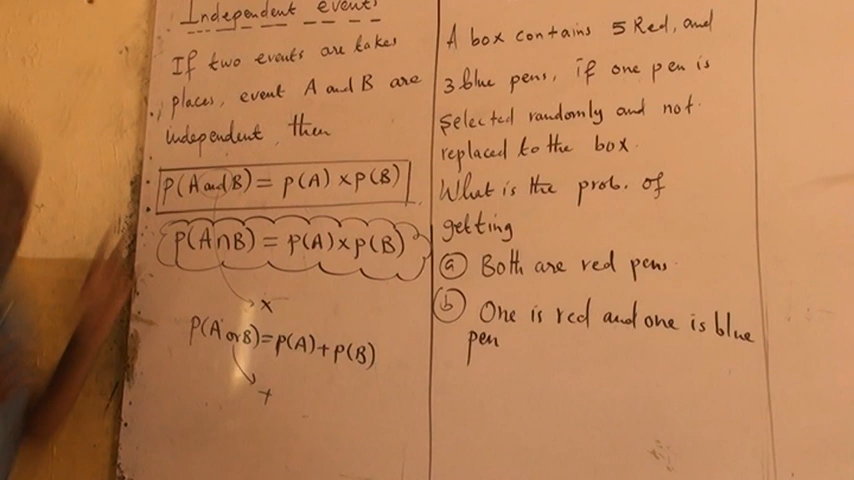 Independent events
If two events are takes
places, event A and B are
independent, then
P(A and B) = P(A) x P(B)
P(A∩B) = P(A) x P(B)
x
P(A or B) = P(A) + P(B)
+
A box contains 5 Red, and
3 blue pens, if one pen is
selected randomly and not
replaced to the box.
What is the prob. of
getting
(a) Both are red pens
(b) One is red and one is blue
pen